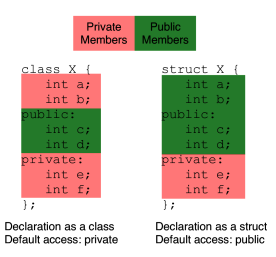 Private Members
Public Members
class X {
int a;
int b;
public:
int c;
int d;
private:
int e;
int f;
};
Declaration as a class
Default access: private
struct X {
int a;
int b;
public:
int c;
int d;
private:
int e;
int f;
};
Declaration as a struct
Default access: public